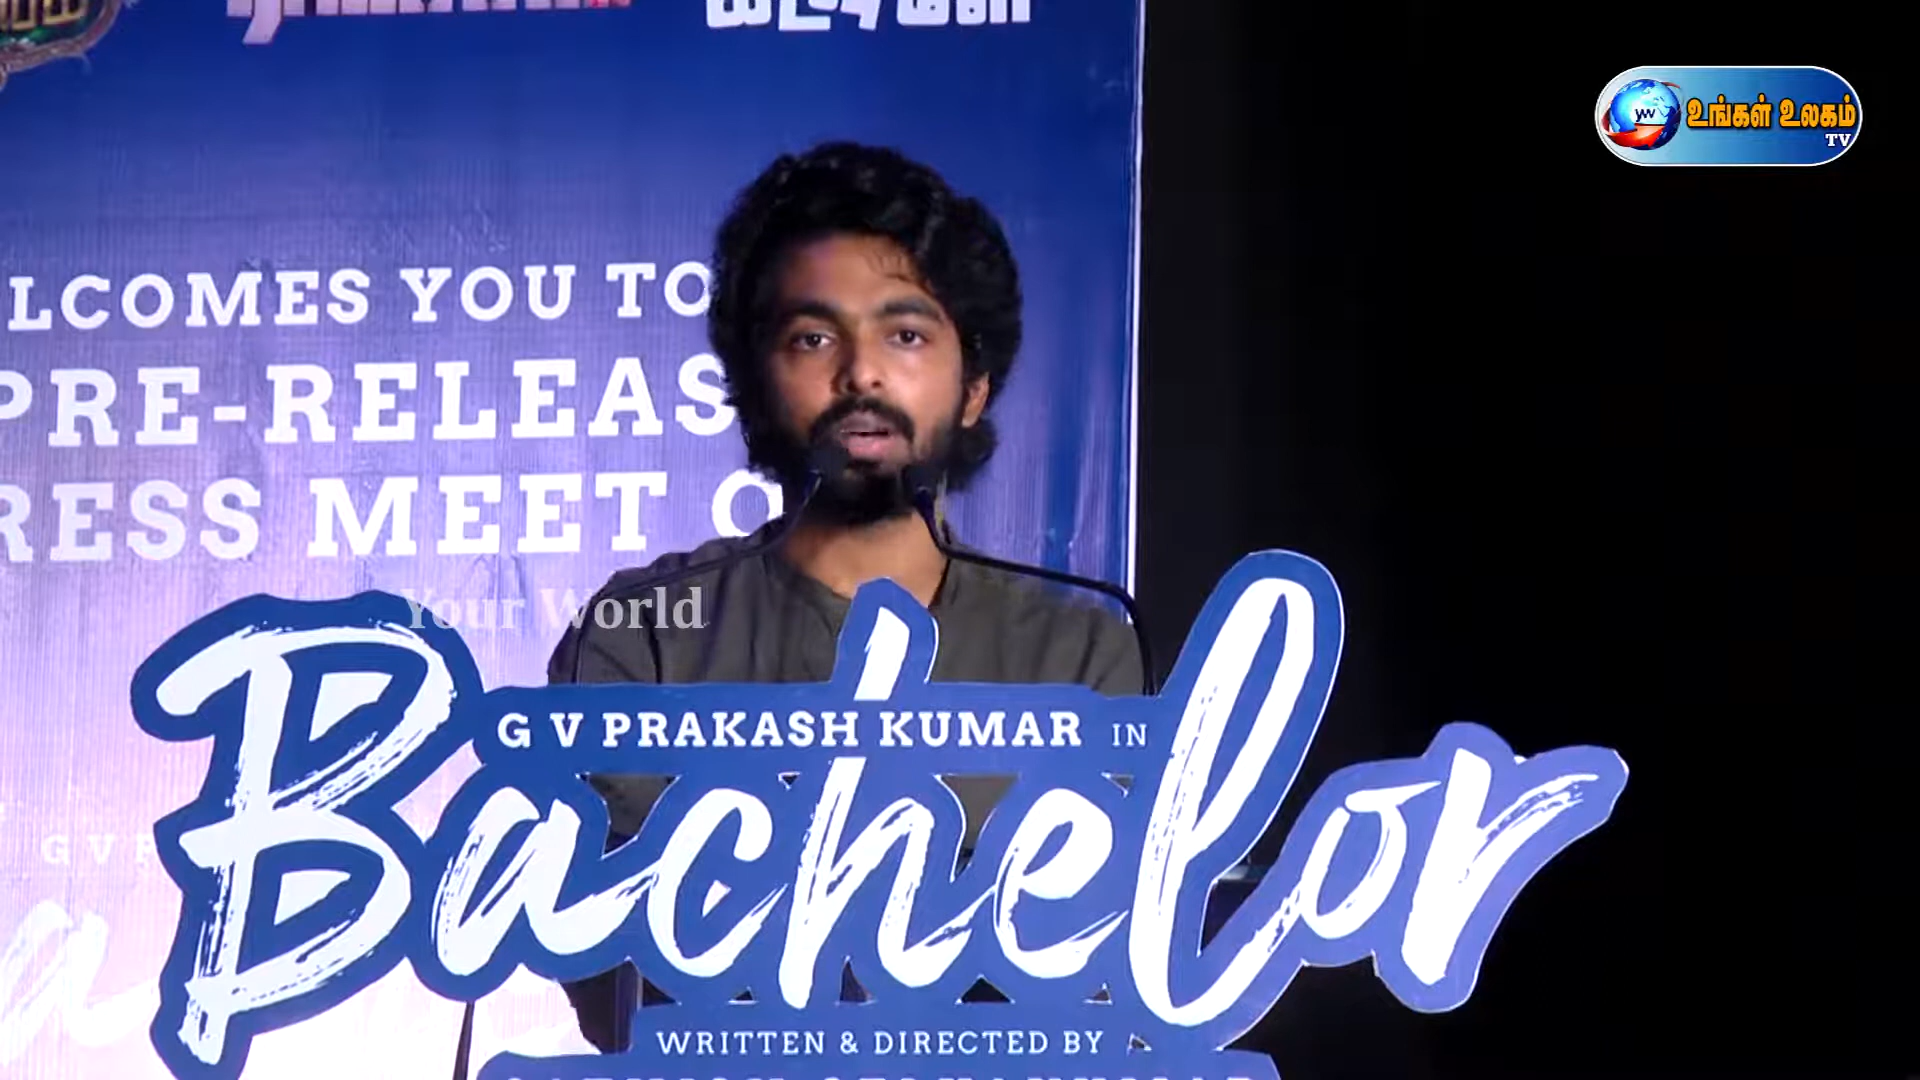 உங்கள் உலகம்
yw
TV
LCOMES YOU TO
PRE-RELEAS
RESS MEET O
Your World
G V PRAKASH KUMAR IN
Bachelor
G V P
WRITTEN & DIRECTED BY